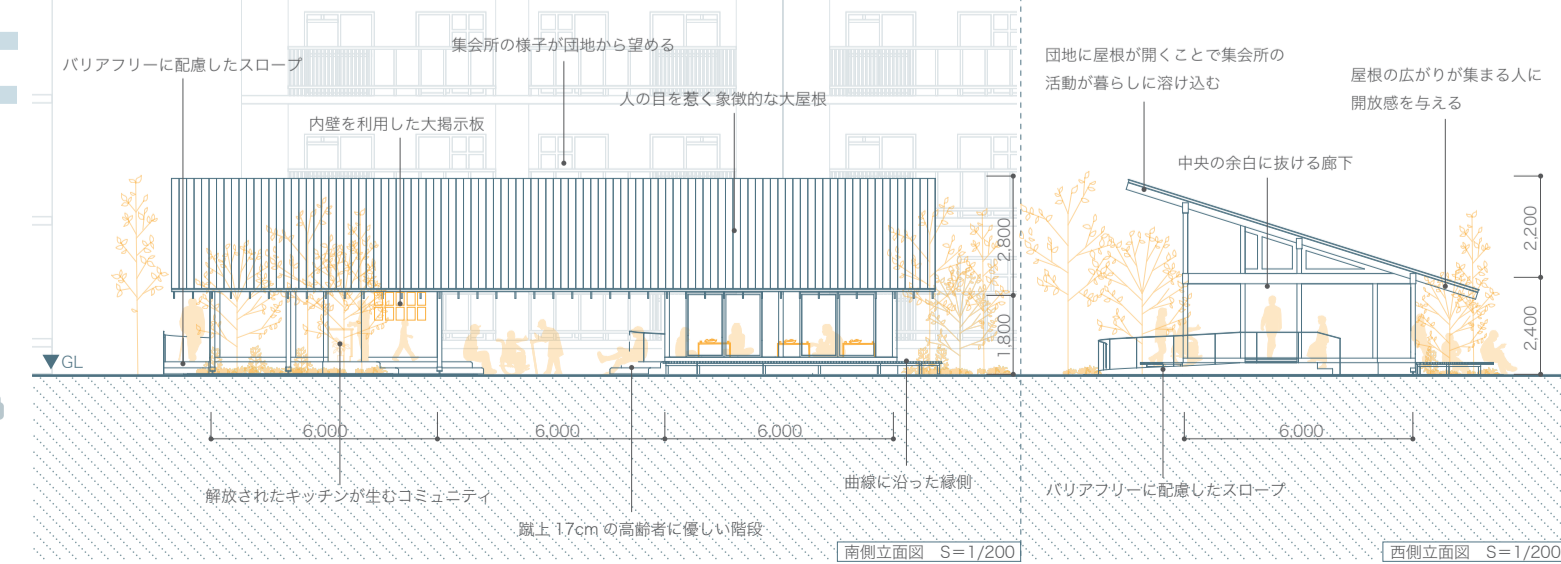 集会所の様子が団地から望める
バリアフリーに配慮したスロープ
人の目を惹く象徴的な大屋根
内壁を利用した大掲示板
2,800
1,800
GL
6,000
6,000
6,000
解放されたキッチンが生むコミュニティ
曲線に沿った縁側
蹴上 17cm の高齢者に優しい階段
南側立面図 S=1/200
団地に屋根が開くことで集会所の
活動が暮らしに溶け込む
屋根の広がりが集まる人に
開放感を与える
中央の余白に抜ける廊下
2,200
2,400
6,000
バリアフリーに配慮したスロープ
西側立面図 S=1/200